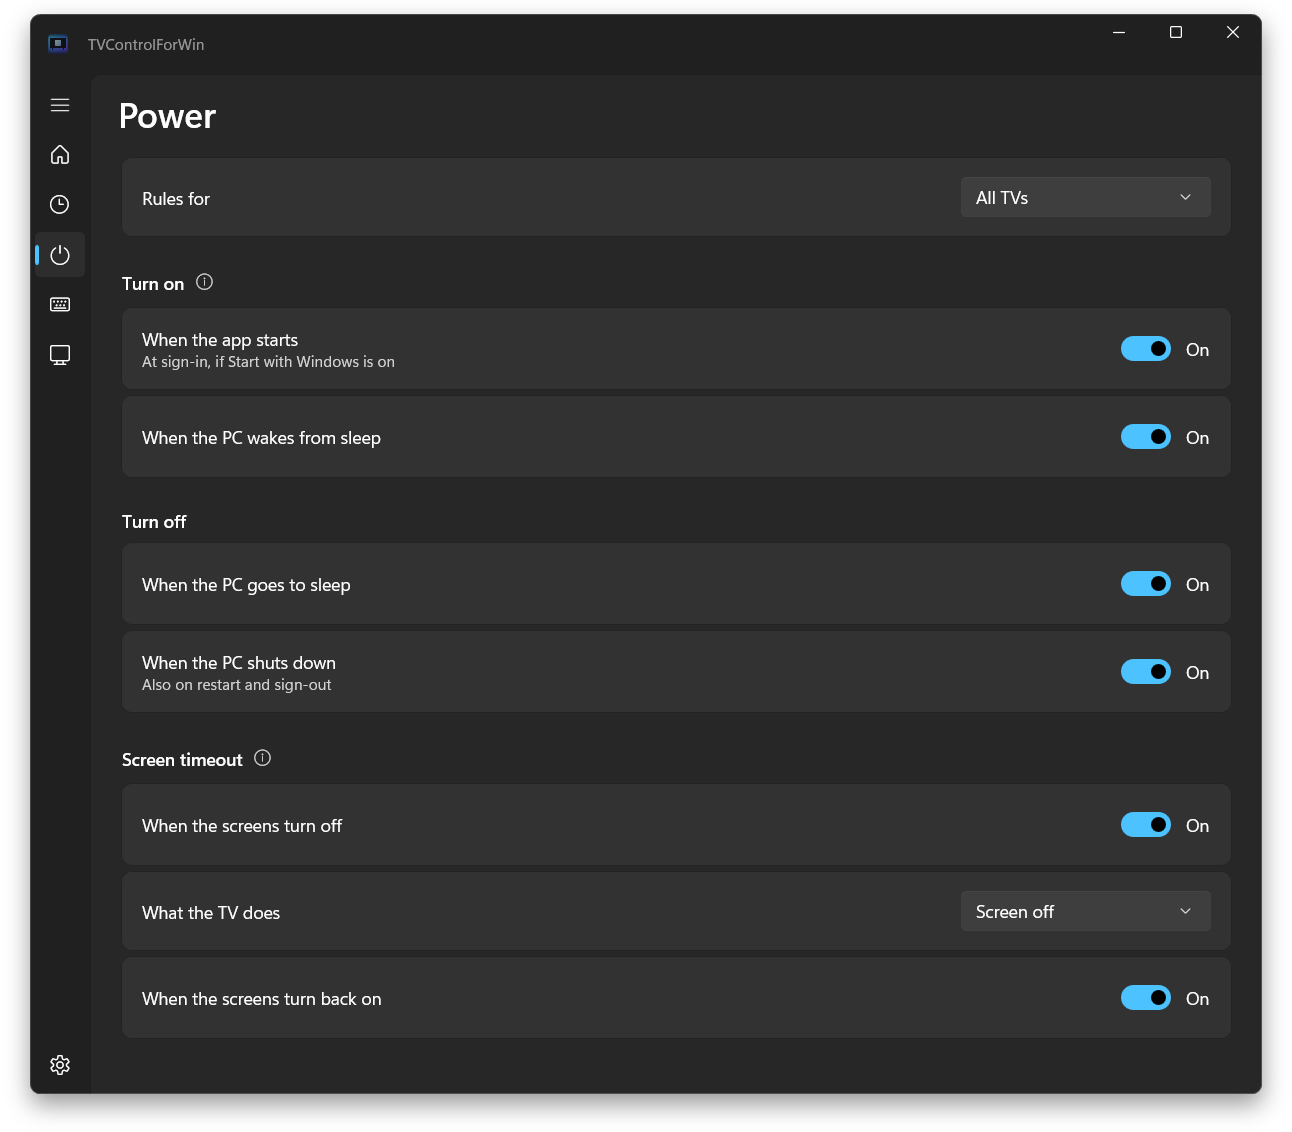 TVControlForWin
Power
Rules for
All TVs
Turn on
When the app starts
At sign-in, if Start with Windows is on
On
When the PC wakes from sleep
On
Turn off
When the PC goes to sleep
On
When the PC shuts down
Also on restart and sign-out
On
Screen timeout
When the screens turn off
On
What the TV does
Screen off
When the screens turn back on
On